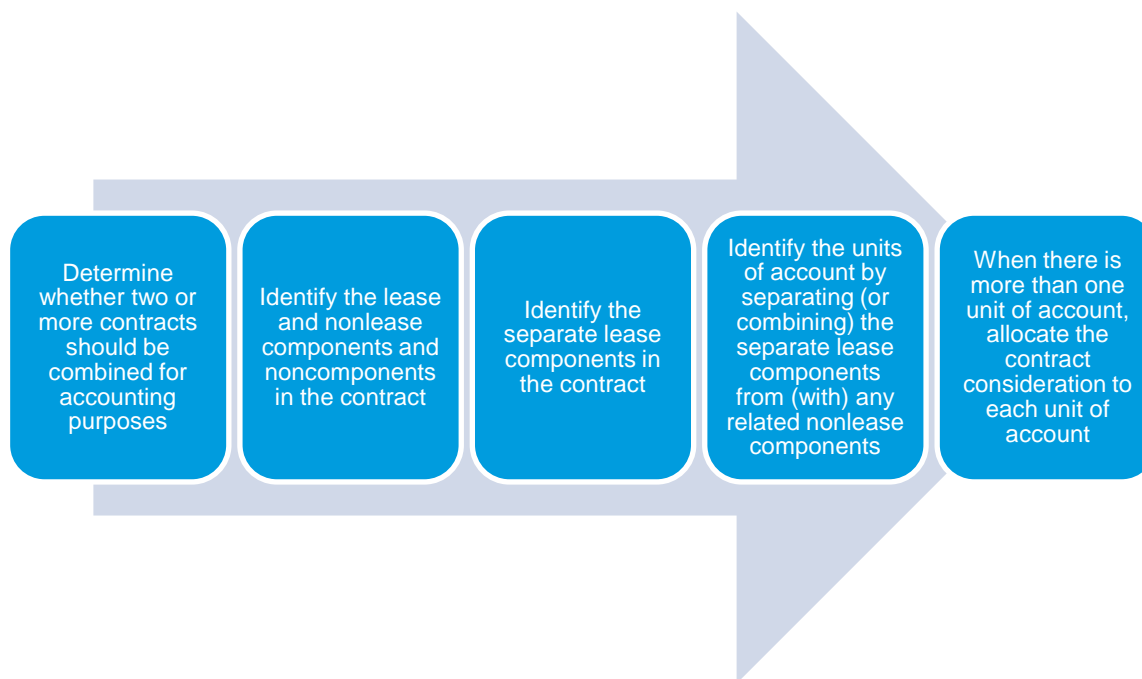 Determine
whether two or
more contracts
should be
combined for
accounting
purposes
Identify the lease
and nonlease
components and
noncomponents
in the contract
Identify the
separate lease
components in
the contract
Identify the units
of account by
separating (or
combining) the
separate lease
components
from (with) any
related nonlease
components
When there is
more than one
unit of account,
allocate the
contract
consideration to
each unit of
account